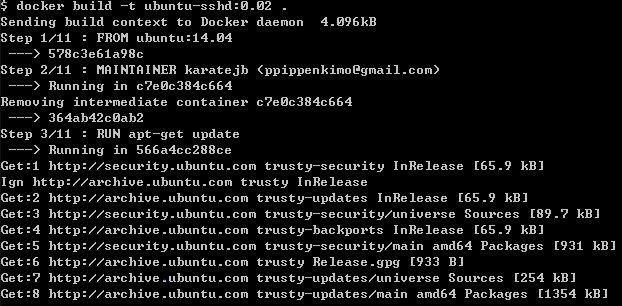 $ docker build -t ubuntu-sshd:0.02 .
Sending build context to Docker daemon  4.096kB
Step 1/11 : FROM ubuntu:14.04
 ---> 578c3e61a98c
Step 2/11 : MAINTAINER karatejb (ppippenkimo@gmail.com)
 ---> Running in c7e0c384c664
Removing intermediate container c7e0c384c664
 ---> 364ab42c0ab2
Step 3/11 : RUN apt-get update
 ---> Running in 566a4cc288ce
Get:1 http://security.ubuntu.com trusty-security InRelease [65.9 kB]
Ign http://archive.ubuntu.com trusty InRelease
Get:2 http://archive.ubuntu.com trusty-updates InRelease [65.9 kB]
Get:3 http://security.ubuntu.com trusty-security/universe Sources [89.7 kB]
Get:4 http://archive.ubuntu.com trusty-backports InRelease [65.9 kB]
Get:5 http://security.ubuntu.com trusty-security/main amd64 Packages [931 kB]
Get:6 http://archive.ubuntu.com trusty Release.gpg [933 B]
Get:7 http://archive.ubuntu.com trusty-updates/universe Sources [254 kB]
Get:8 http://archive.ubuntu.com trusty-updates/main amd64 Packages [1354 kB]